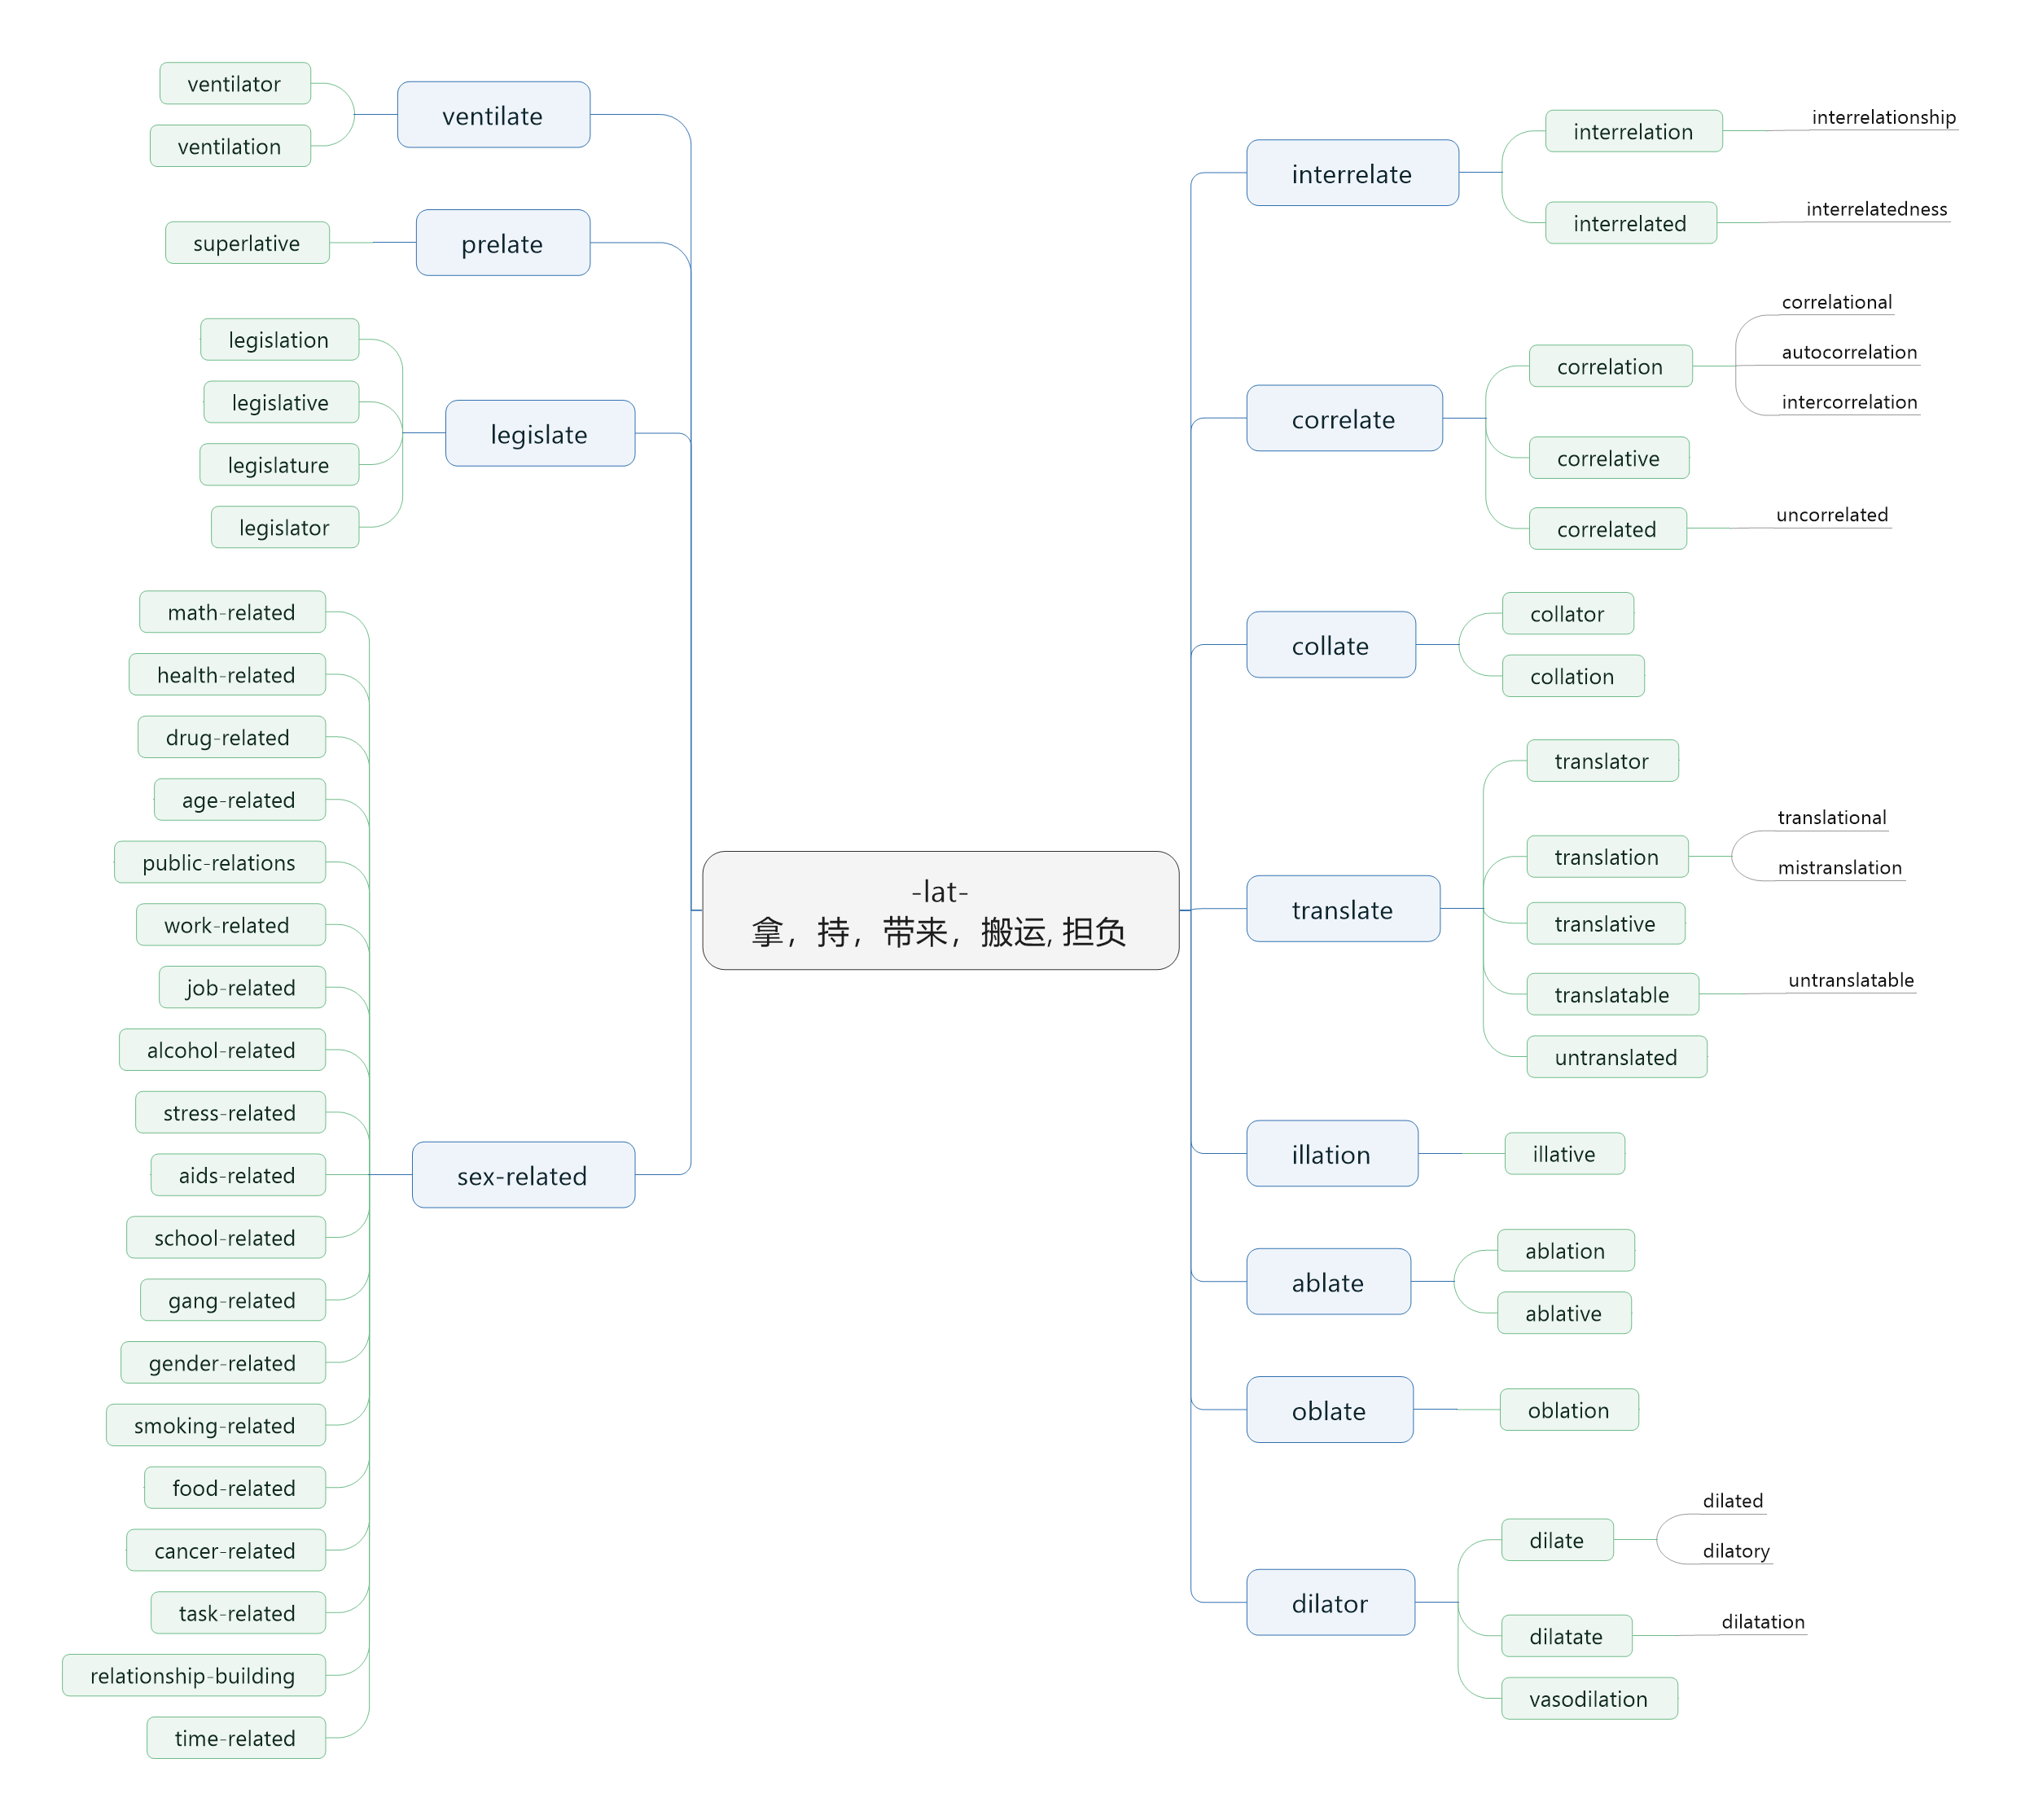 -lat-
拿，持，带来，搬运, 担负
interrelate
interrelation
interrelationship
interrelated
interrelatedness
correlate
correlation
correlational
autocorrelation
intercorrelation
correlative
correlated
uncorrelated
collate
collator
collation
translate
translator
translation
translational
mistranslation
translative
translatable
untranslatable
untranslated
illation
illative
ablate
ablation
ablative
oblate
oblation
dilator
dilate
dilated
dilatory
dilatate
dilatation
vasodilation
ventilate
ventilator
ventilation
prelate
superlative
legislate
legislation
legislative
legislature
legislator
sex-related
math-related
health-related
drug-related
age-related
public-relations
work-related
job-related
alcohol-related
stress-related
aids-related
school-related
gang-related
gender-related
smoking-related
food-related
cancer-related
task-related
relationship-building
time-related